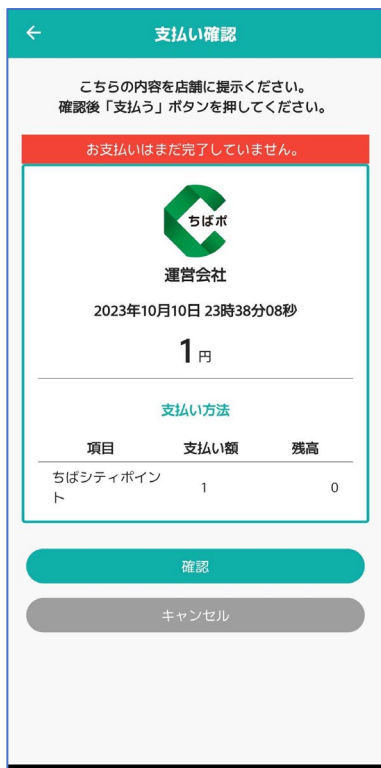 支払い確認
こちらの内容を店舗に提示ください。
確認後「支払う」ボタンを押してください。
お支払いはまだ完了していません。
ちばポ
運営会社
2023年10月10日 23時38分08秒
1 円
支払い方法
項目 支払い額 残高
ちばシティポイン
ト 1 0
確認
キャンセル